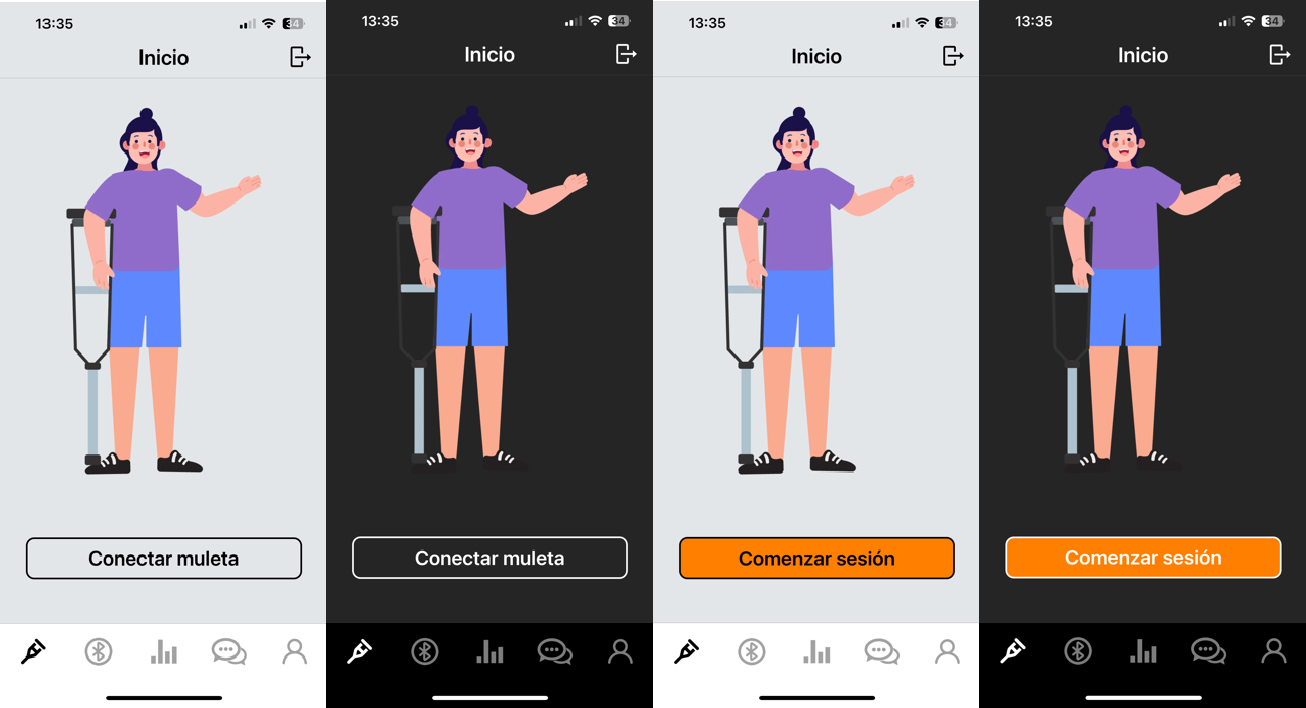 13:35
34
Inicio
Conectar muleta
13:35
34
Inicio
Conectar muleta
13:35
34
Inicio
Comenzar sesión
13:35
34
Inicio
Comenzar sesión